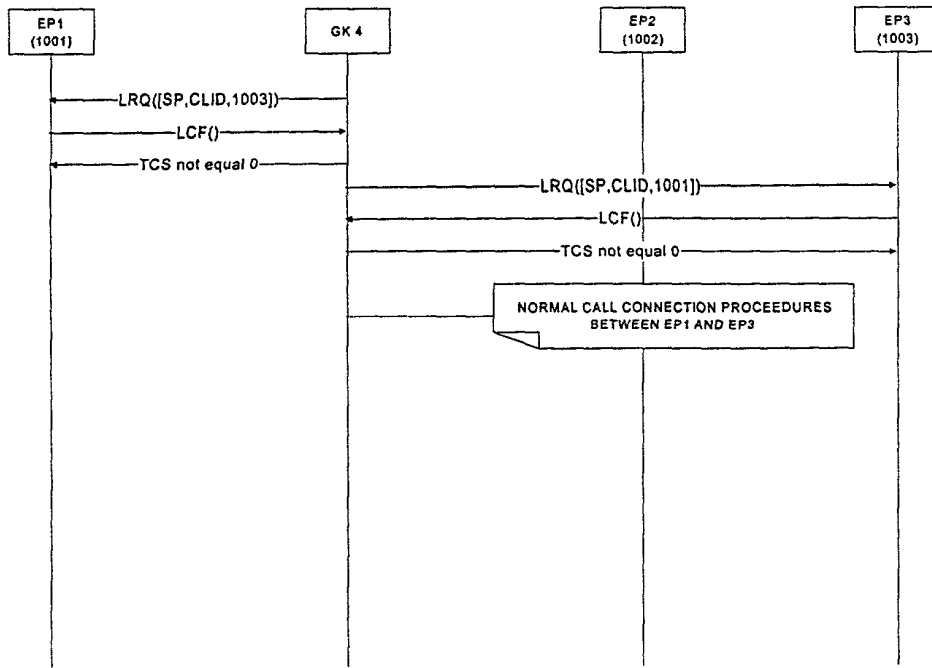 EP1
(1001)
GK 4
EP2
(1002)
EP3
(1003)
LRQ([SP,CLID,1003])
LCF()
TCS not equal 0
LRQ([SP,CLID,1001])
LCF()
TCS not equal 0
NORMAL CALL CONNECTION PROCEEDURES
BETWEEN EP1 AND EP3